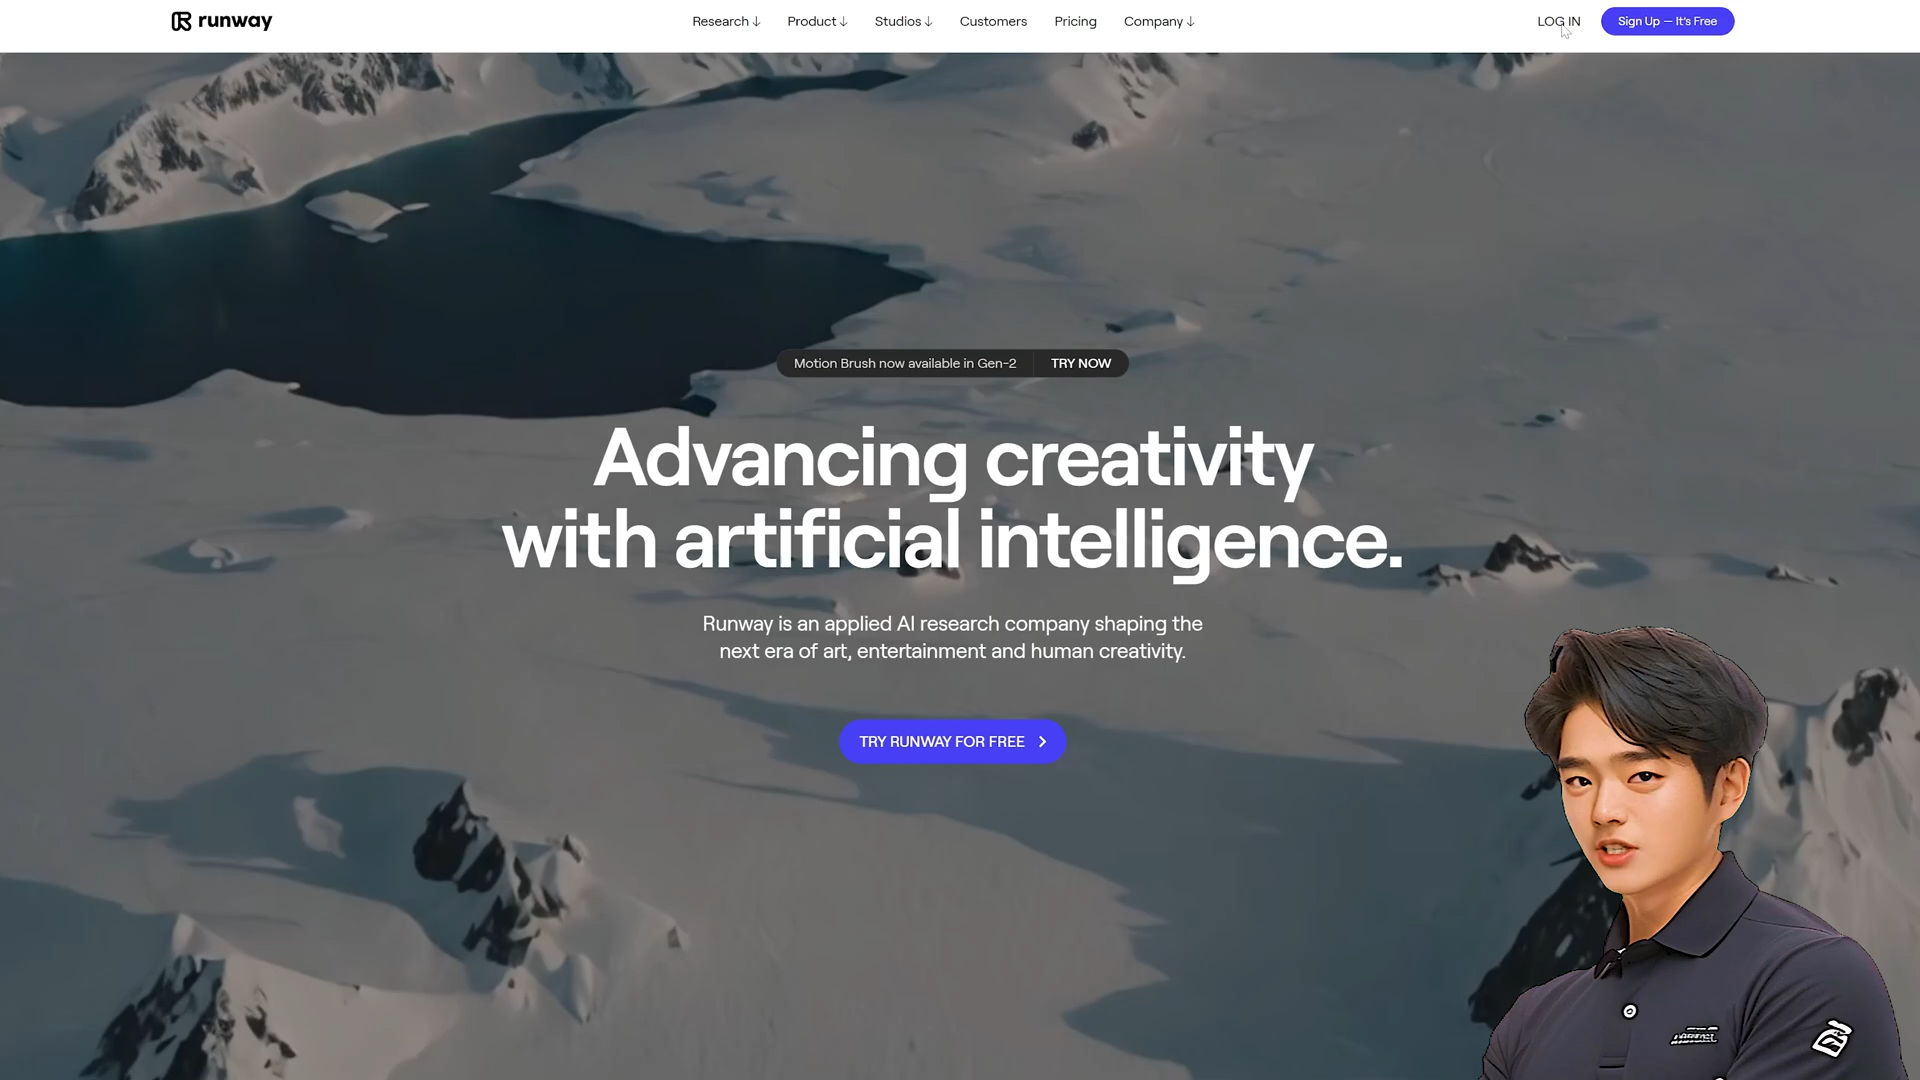 runway
Research ↓
Product ↓
Studios ↓
Customers
Pricing
Company ↓
LOG IN
Sign Up — It's Free
Motion Brush now available in Gen-2
TRY NOW
Advancing creativity
with artificial intelligence.
Runway is an applied AI research company shaping the
next era of art, entertainment and human creativity.
TRY RUNWAY FOR FREE